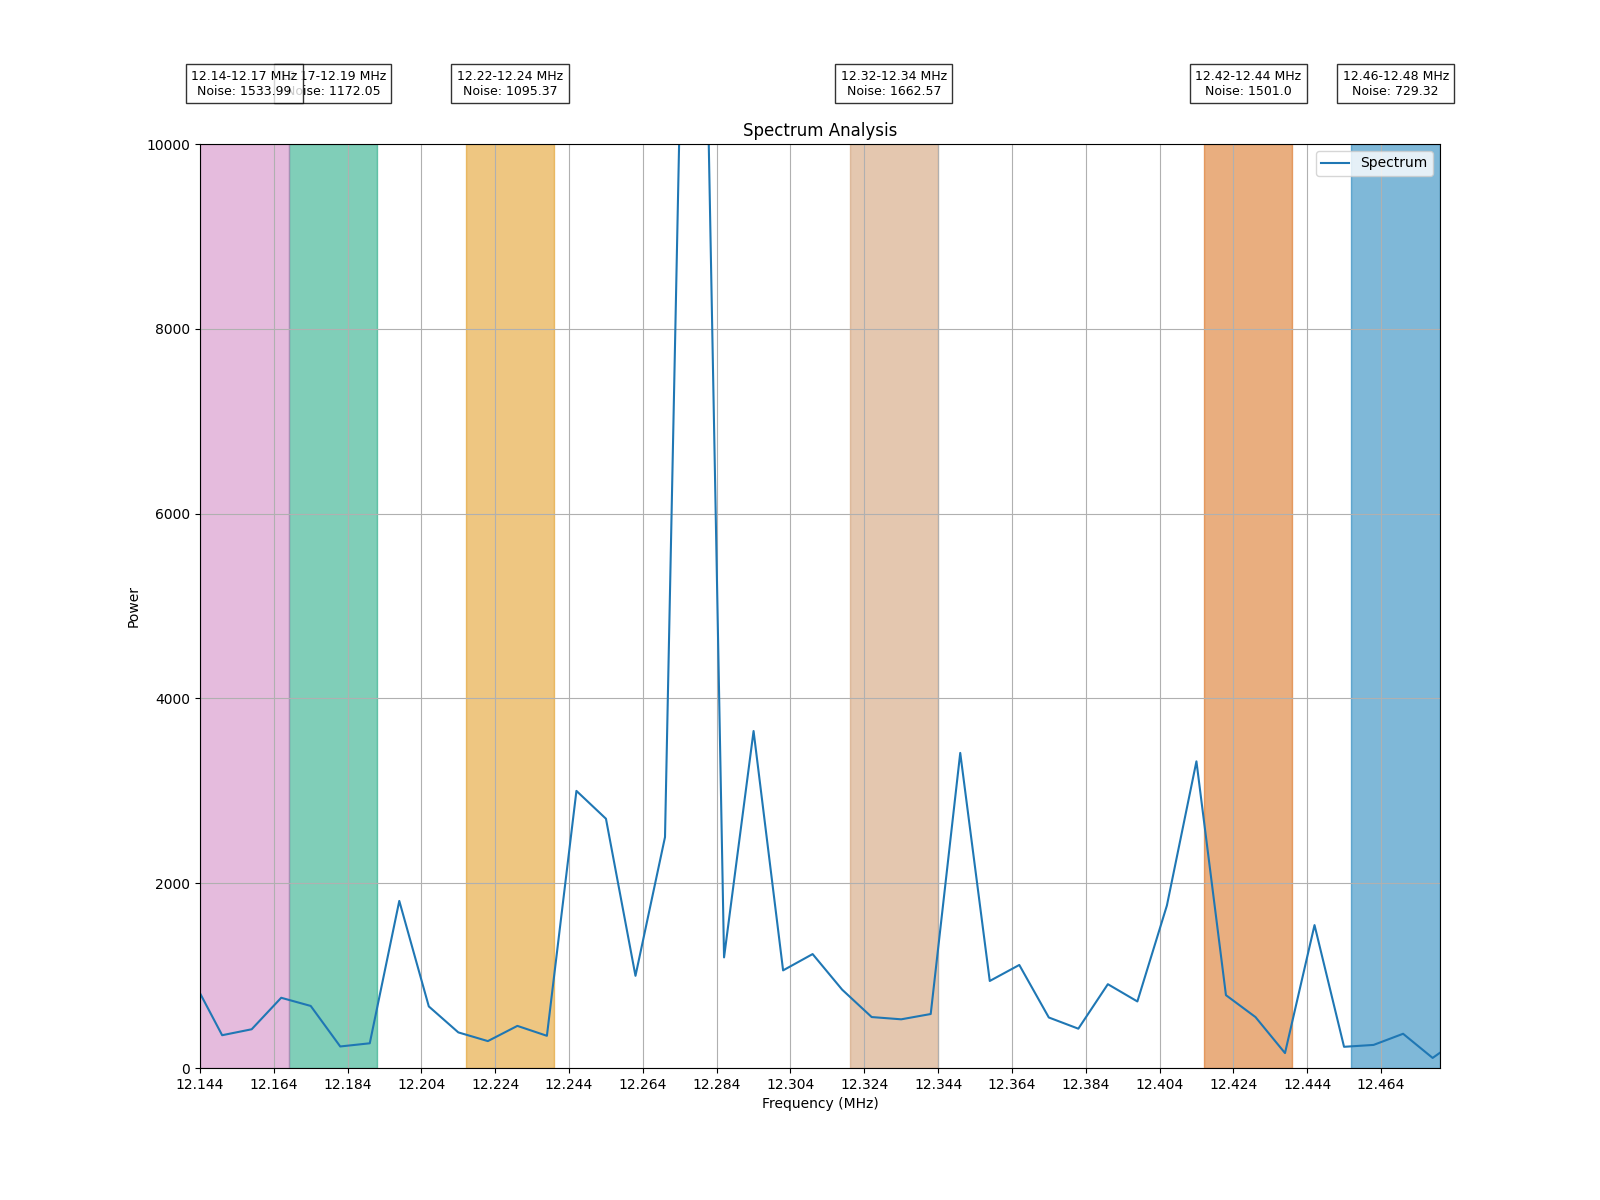 12.14-12.17 MHz
Noise: 1533.99
17-12.19 MHz
ise: 1172.05
12.22-12.24 MHz
Noise: 1095.37
12.32-12.34 MHz
Noise: 1662.57
12.42-12.44 MHz
Noise: 1501.0
12.46-12.48 MHz
Noise: 729.32
Spectrum Analysis
Spectrum
Power
10000
8000
6000
4000
2000
0
12.144 12.164 12.184 12.204 12.224 12.244 12.264 12.284 12.304 12.324 12.344 12.364 12.384 12.404 12.424 12.444 12.464
Frequency (MHz)